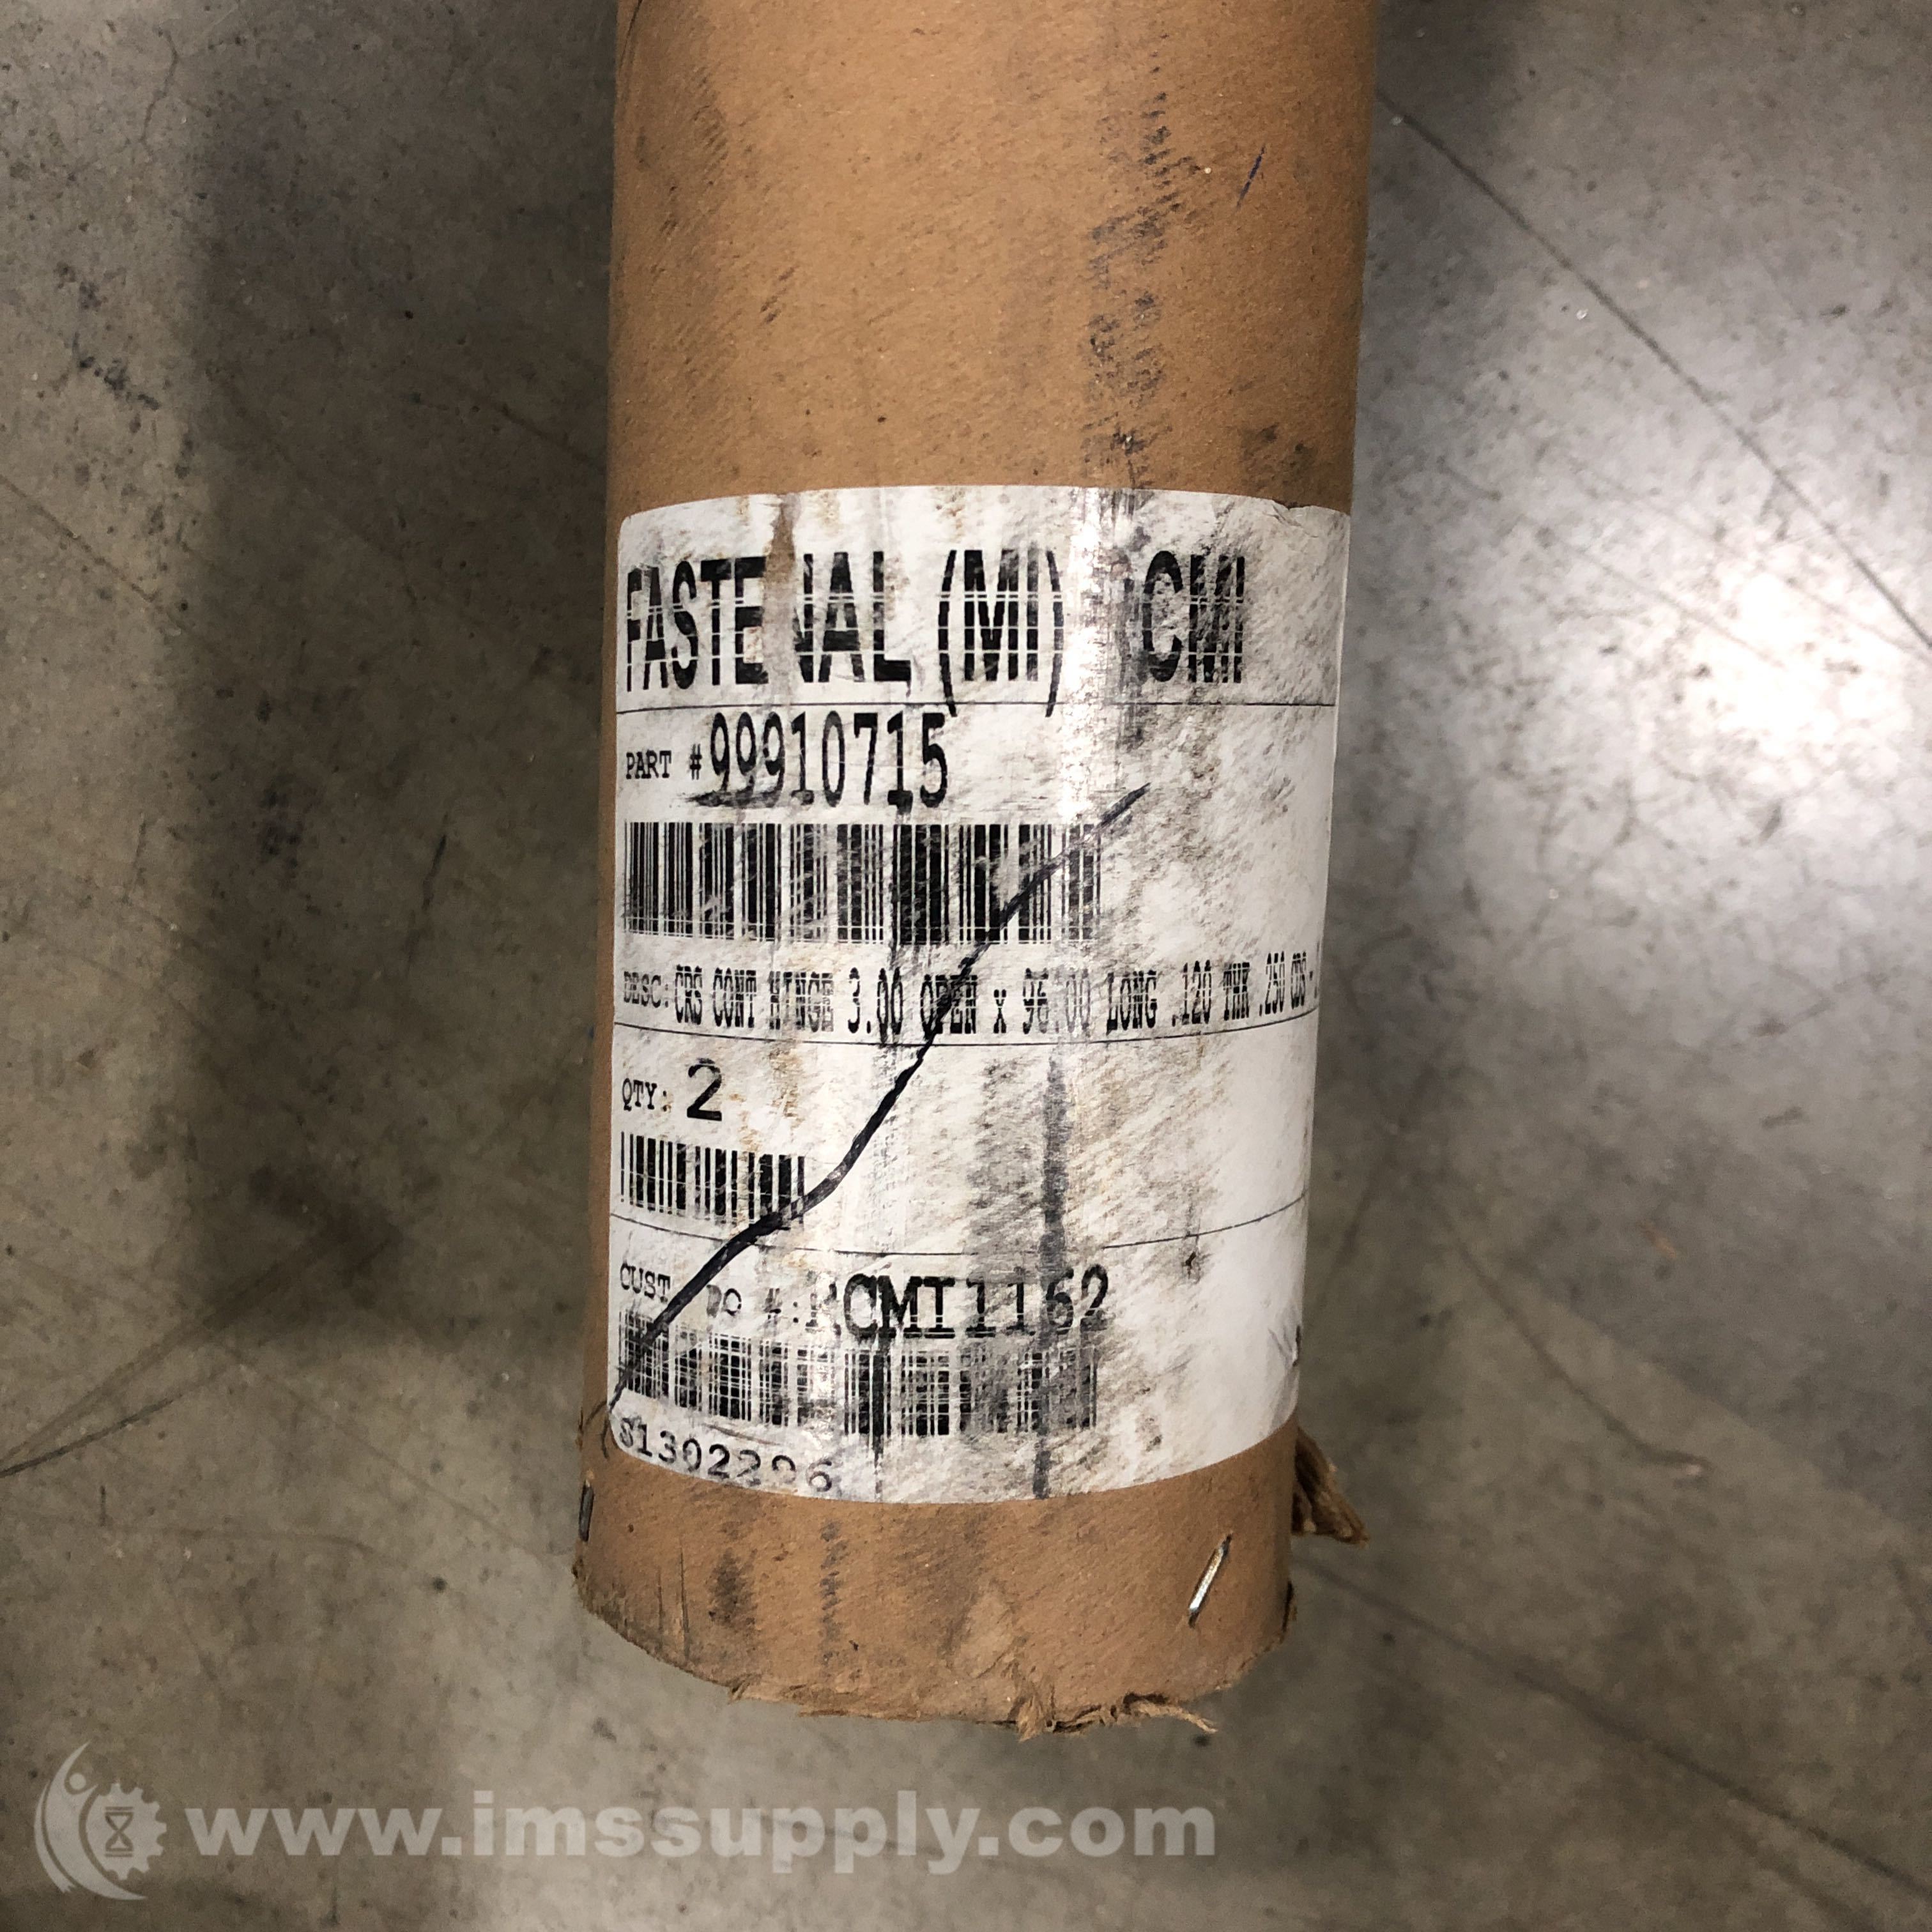 FASTENAL (MI) RCMI
PART #99910715
DESC: CRS CONT HINGE 3.00 OPEN x 96.00 LONG .120 THK .250 CDS -
QTY: 2
CUST PO #: RCMI1162
www.imssupply.com